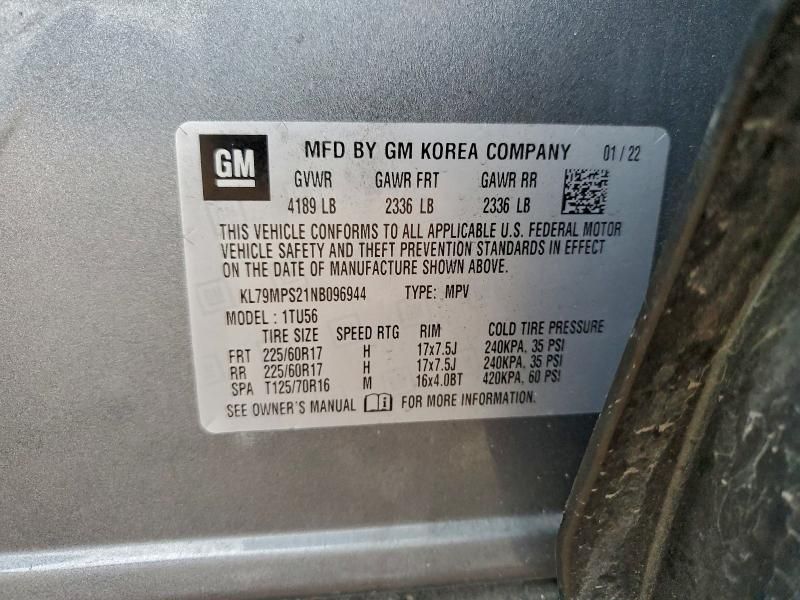 GM MFD BY GM KOREA COMPANY 01 / 22
GVWR GAWR FRT GAWR RR
4189 LB 2336 LB 2336 LB
THIS VEHICLE CONFORMS TO ALL APPLICABLE U.S. FEDERAL MOTOR
VEHICLE SAFETY AND THEFT PREVENTION STANDARDS IN EFFECT
ON THE DATE OF MANUFACTURE SHOWN ABOVE.
KL79MPS21NB096944 TYPE: MPV
MODEL : 1TU56
TIRE SIZE SPEED RTG RIM COLD TIRE PRESSURE
FRT 225/60R17 H 17x7.5J 240KPA, 35 PSI
RR 225/60R17 H 17x7.5J 240KPA, 35 PSI
SPA T125/70R16 M 16x4.0BT 420KPA, 60 PSI
SEE OWNER'S MANUAL FOR MORE INFORMATION.